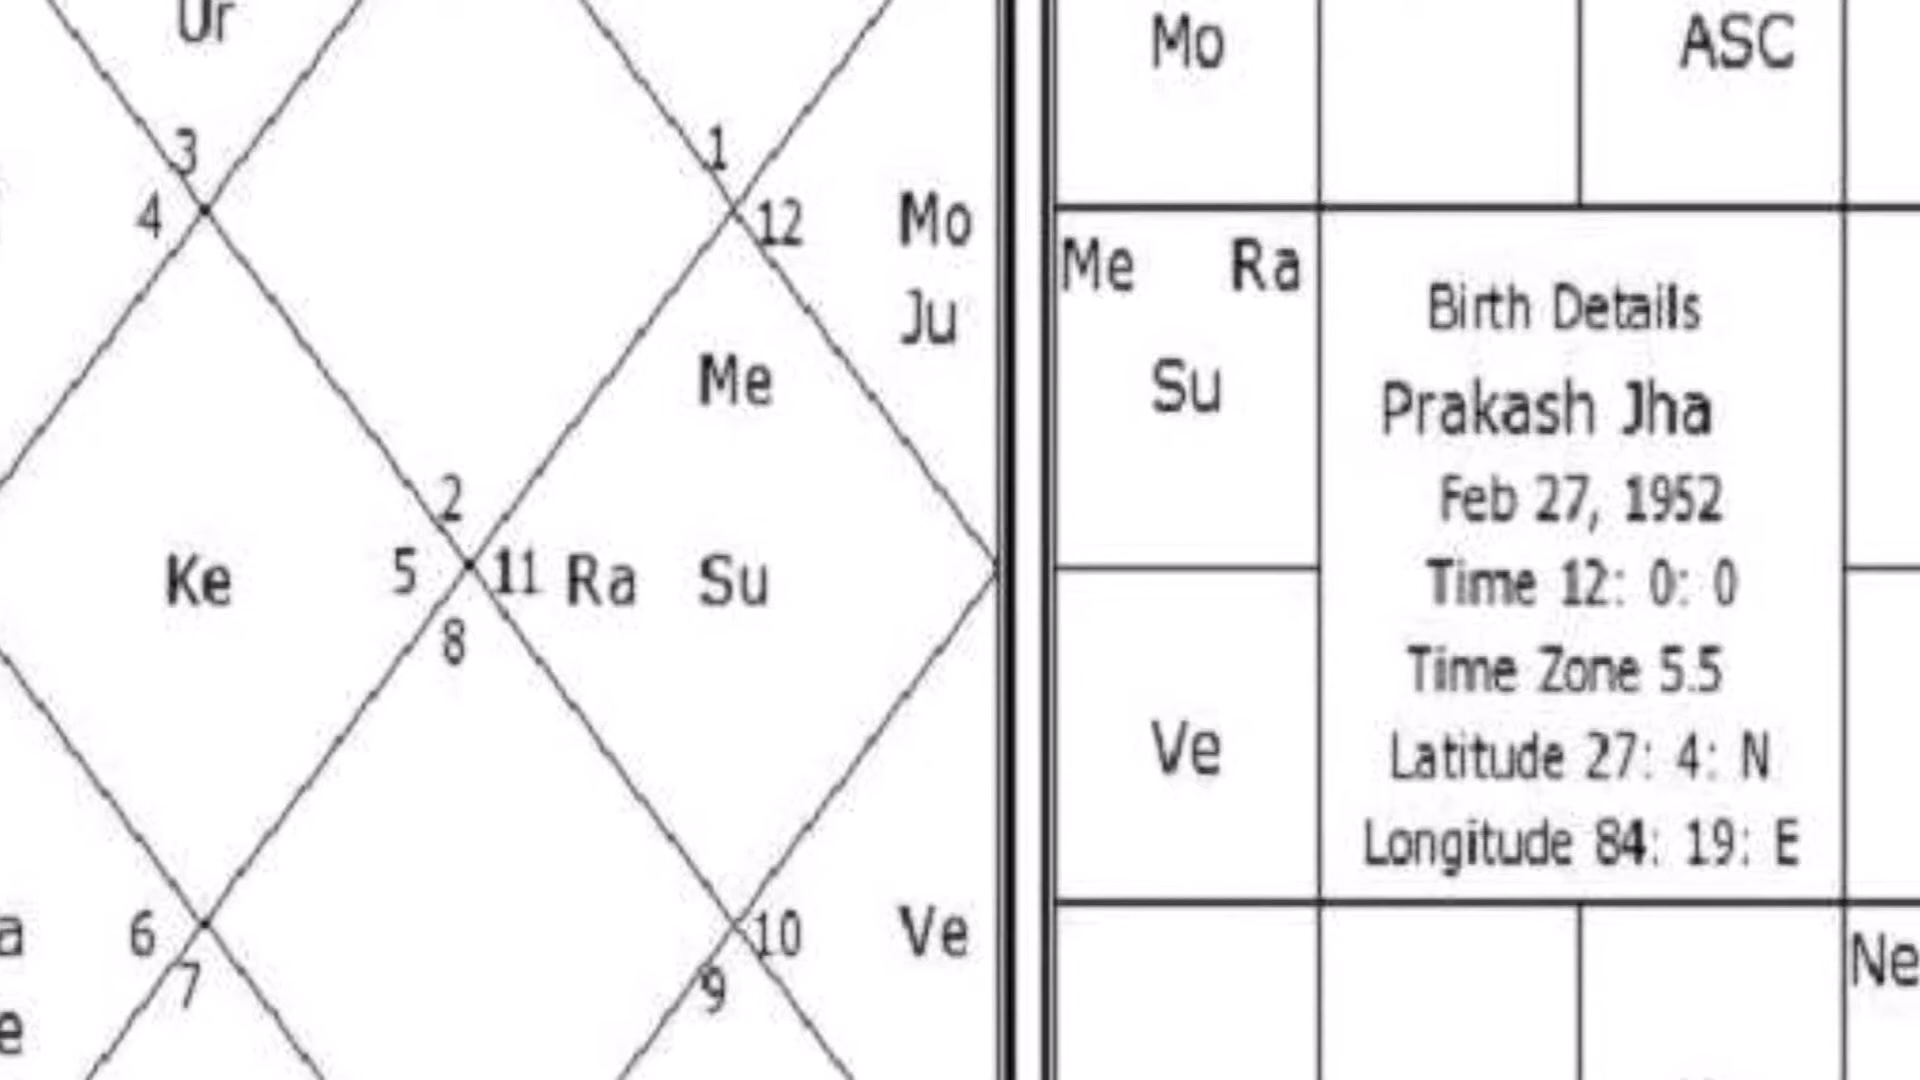 Ur
3
1
4
12
Mo
Ju
Me
2
Ke
5
11 Ra Su
8
6
10
Ve
7
9
Mo
ASC
Me Ra
Su
Ve
Birth Details
Prakash Jha
Feb 27, 1952
Time 12: 0: 0
Time Zone 5.5
Latitude 27: 4: N
Longitude 84: 19: E
Ne